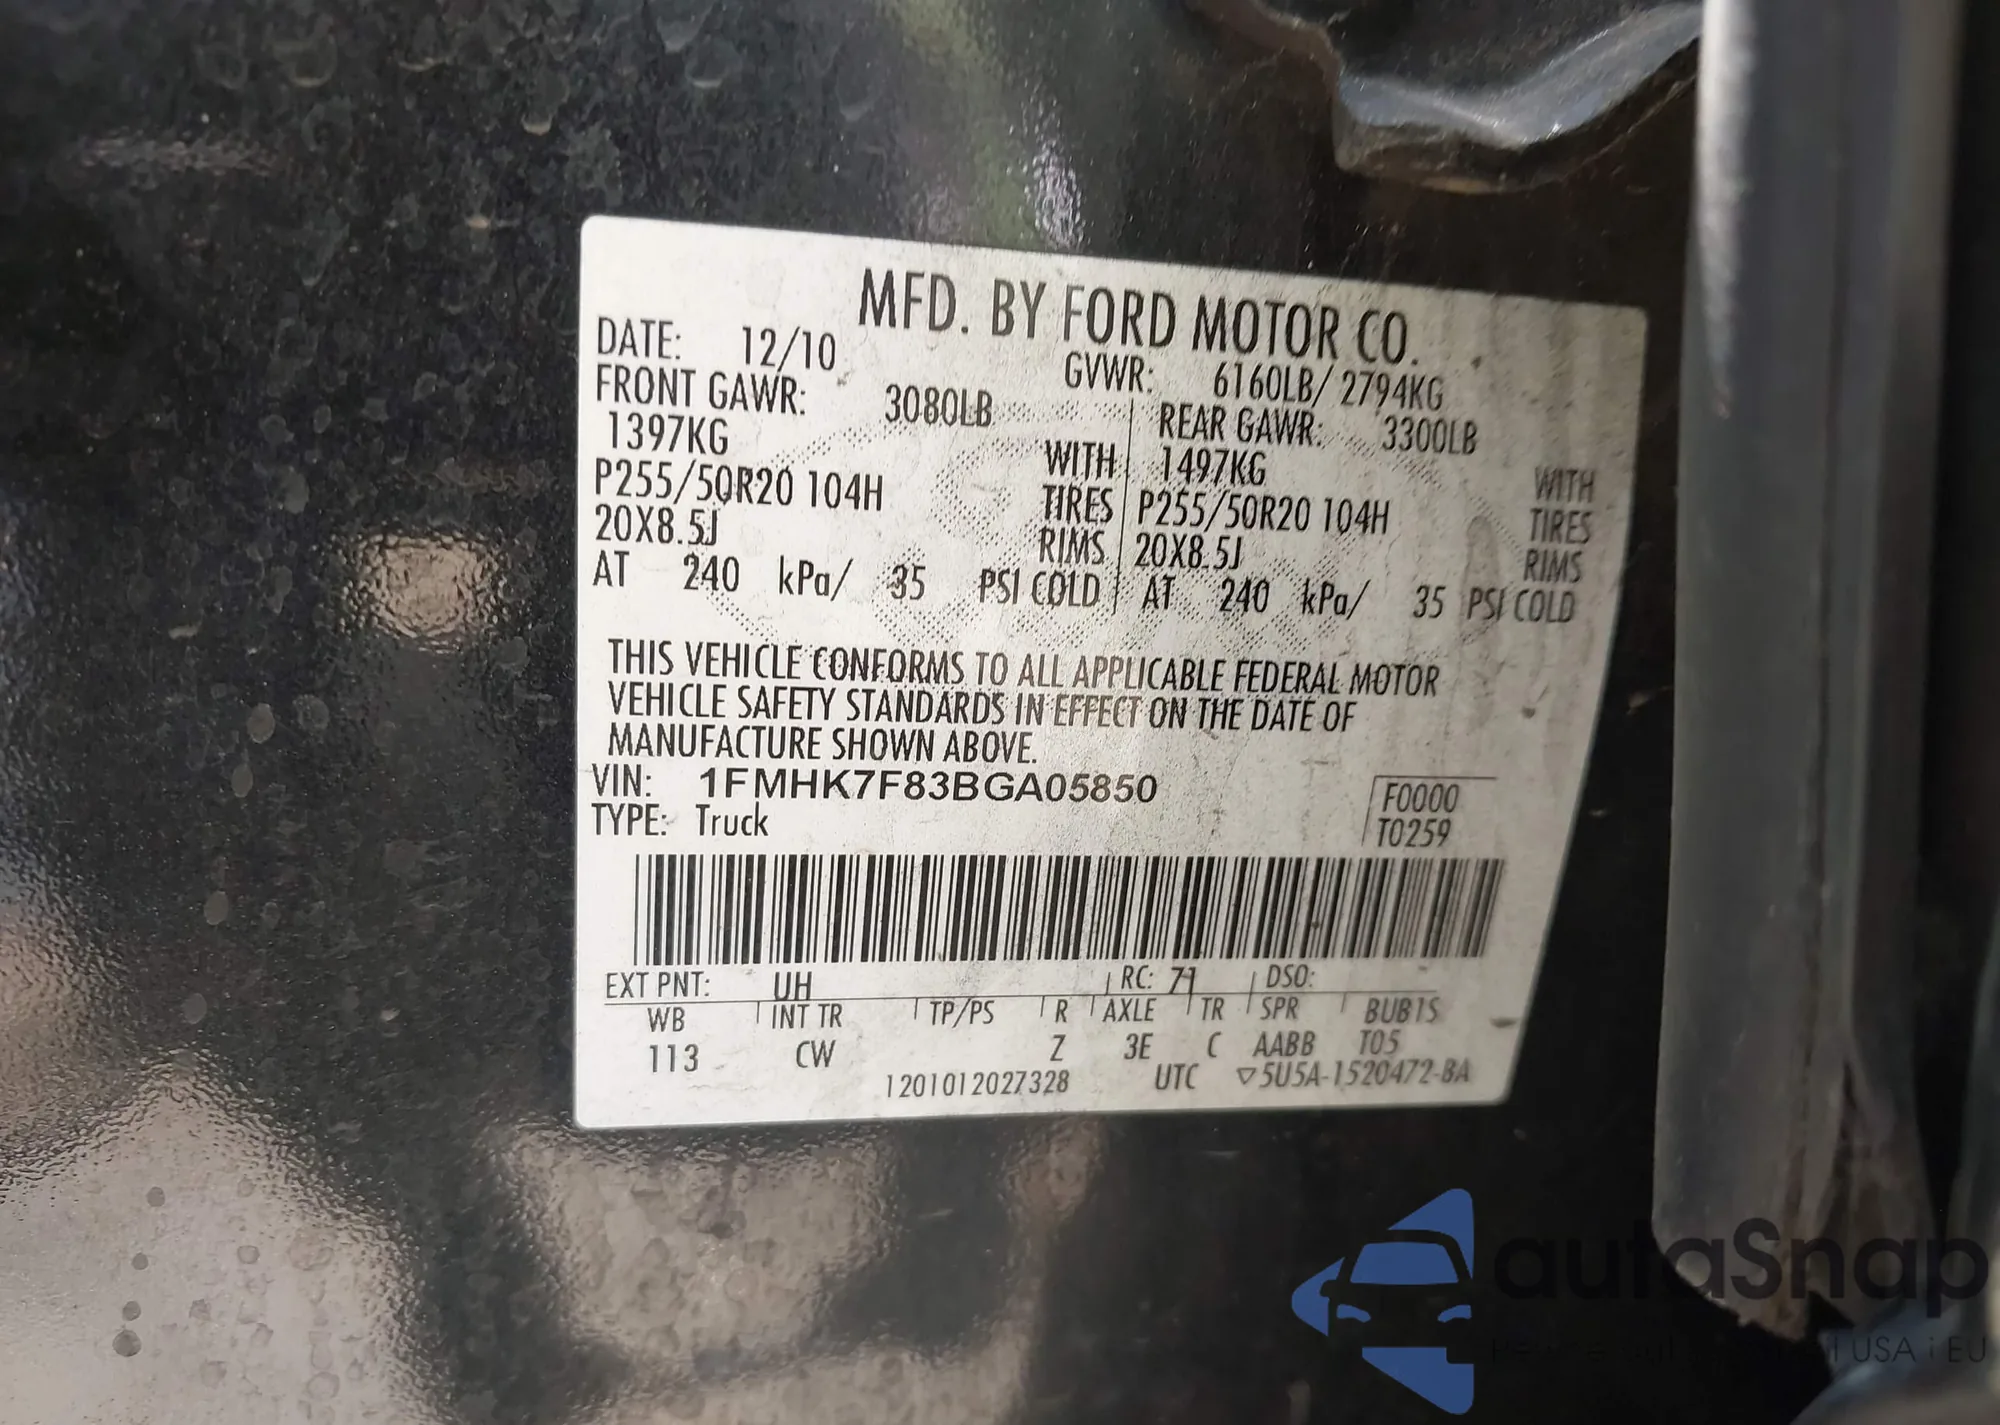 MFD. BY FORD MOTOR CO.
DATE: 12/10 GVWR: 6160LB/ 2794KG
FRONT GAWR: 3080LB REAR GAWR: 3300LB
1397KG WITH 1497KG WITH
P255/50R20 104H TIRES P255/50R20 104H TIRES
20X8.5J RIMS 20X8.5J RIMS
AT 240 kPa/ 35 PSI COLD AT 240 kPa/ 35 PSI COLD
THIS VEHICLE CONFORMS TO ALL APPLICABLE FEDERAL MOTOR
VEHICLE SAFETY STANDARDS IN EFFECT ON THE DATE OF
MANUFACTURE SHOWN ABOVE.
VIN: 1FMHK7F83BGA05850
F0000
TYPE: Truck
T0259
EXT PNT: UH RC: 71 DSO:
WB INT TR TP/PS R AXLE TR SPR BUB1S
113 CW Z 3E C AABB T05
1201012027328 UTC ▽5U5A-1520472-BA
autaSnap
USA i EU